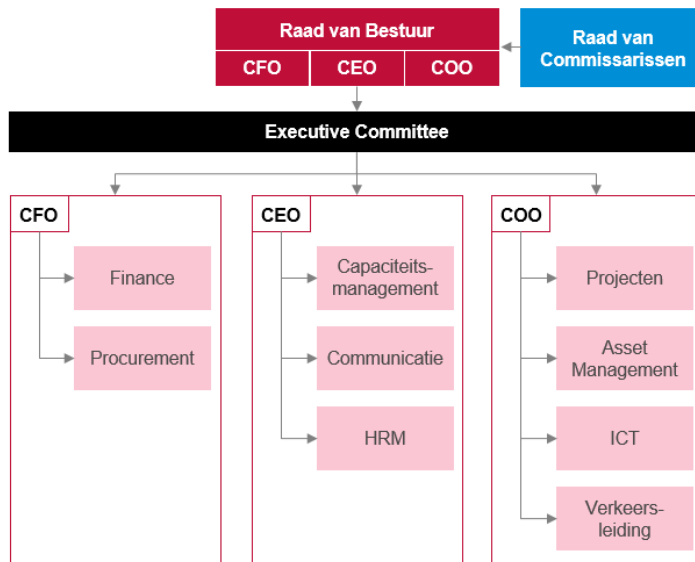 Raad van Bestuur
CFO CEO COO
Raad van
Commissarissen
Executive Committee
CFO
Finance
Procurement
CEO
Capaciteits-
management
Communicatie
HRM
COO
Projecten
Asset
Management
ICT
Verkeers-
leiding